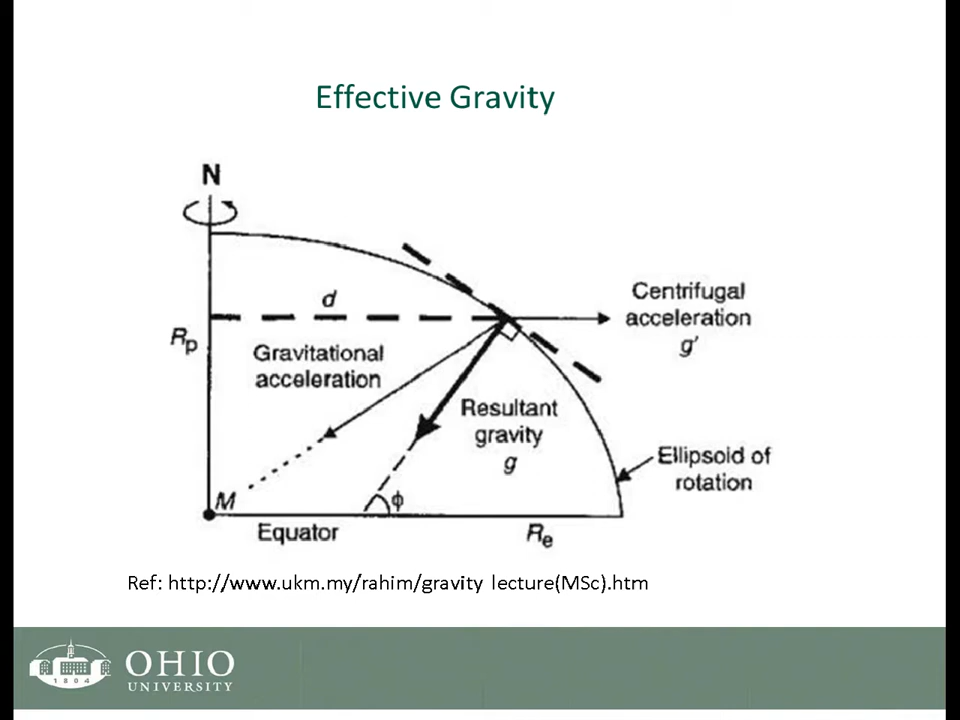 Effective Gravity
N
d
Centrifugal
acceleration
g'
Rp
Gravitational
acceleration
Resultant
gravity
g
Ellipsoid of
rotation
M
ϕ
Equator
Re
Ref: http://www.ukm.my/rahim/gravity lecture(MSc).htm
1804
OHIO
UNIVERSITY